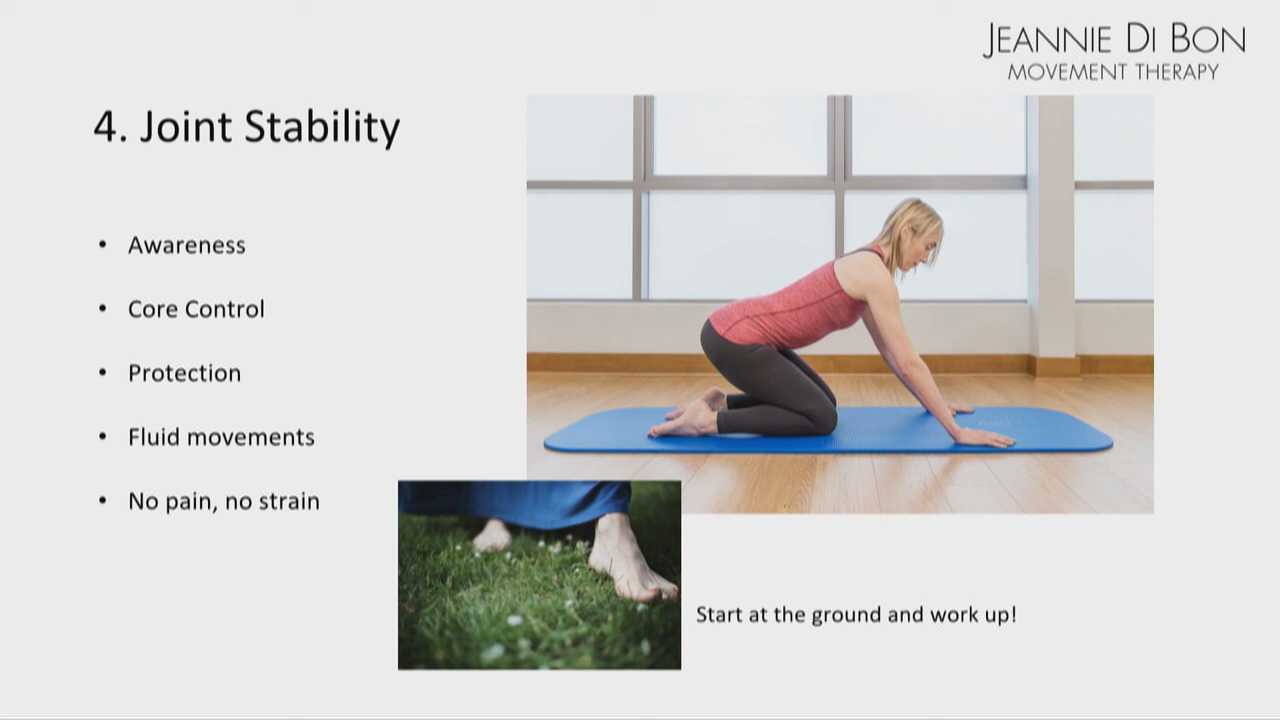 JEANNIE DI BON
MOVEMENT THERAPY
4. Joint Stability
• Awareness
• Core Control
• Protection
• Fluid movements
• No pain, no strain
Start at the ground and work up!